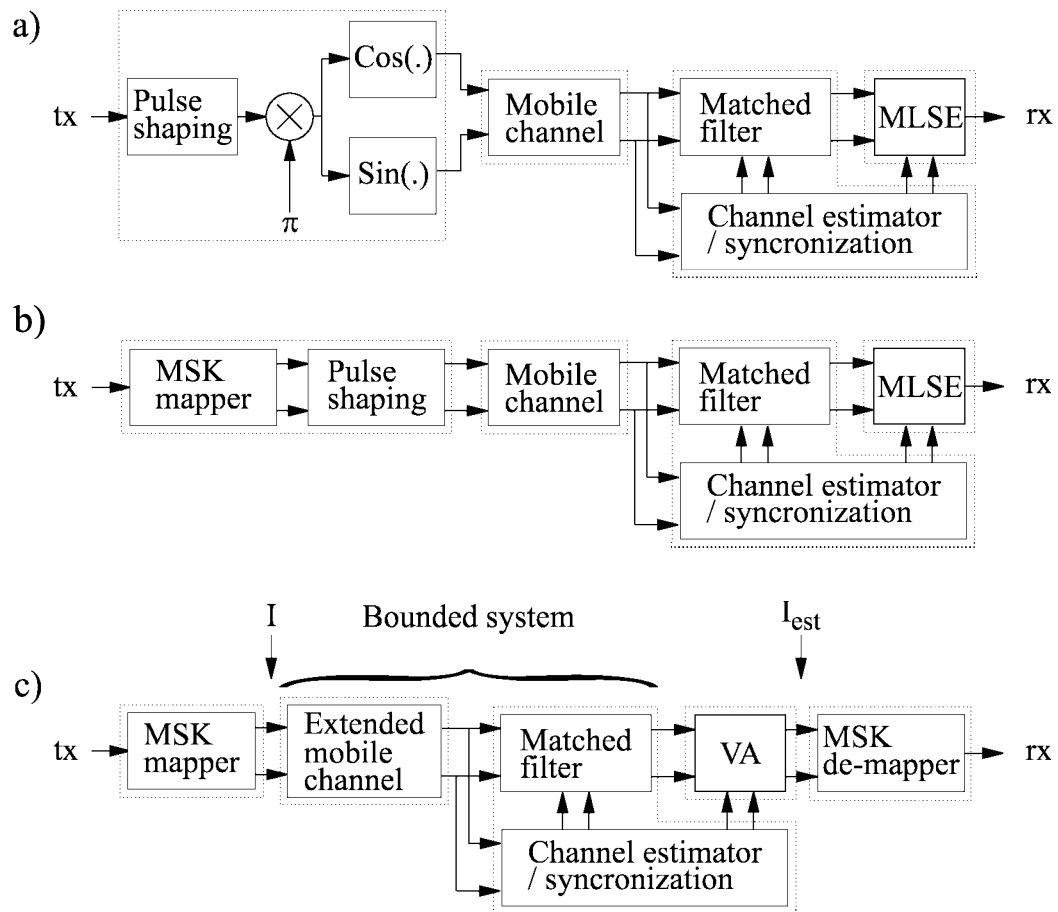 a)
tx
Pulse
shaping
π
Cos(.)
Sin(.)
Mobile
channel
Matched
filter
MLSE
rx
Channel estimator
/ syncronization
b)
tx
MSK
mapper
Pulse
shaping
Mobile
channel
Matched
filter
MLSE
rx
Channel estimator
/ syncronization
I
Bounded system
I_est
c)
tx
MSK
mapper
Extended
mobile
channel
Matched
filter
VA
MSK
de-mapper
rx
Channel estimator
/ syncronization